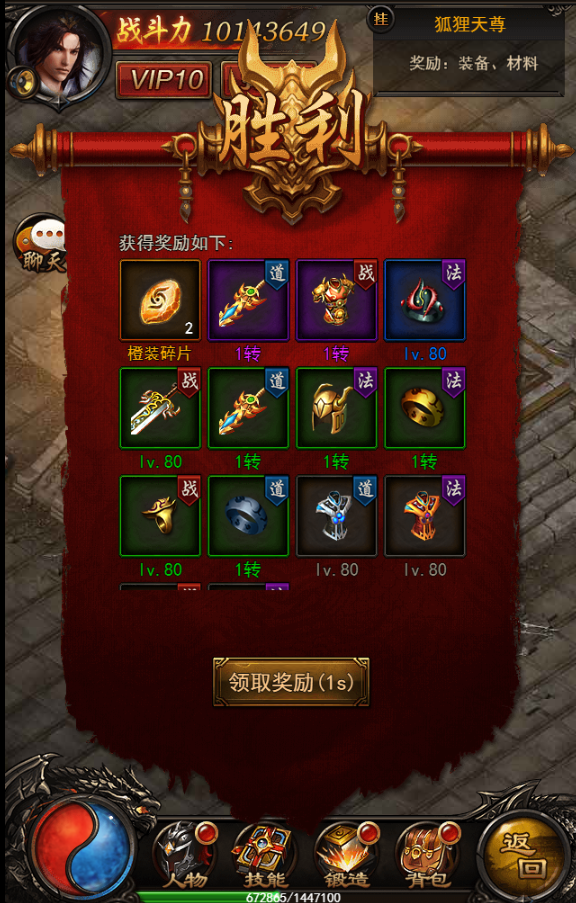 战斗力 10143649
挂
狐狸天尊
奖励：装备、材料
VIP10
胜利
聊天
获得奖励如下：
2
道
战
法
橙装碎片
1转
1转
lv.80
战
道
法
法
lv.80
1转
1转
1转
战
道
道
法
lv.80
1转
lv.80
lv.80
领取奖励(1s)
人物
技能
锻造
背包
返回
672865/1447100